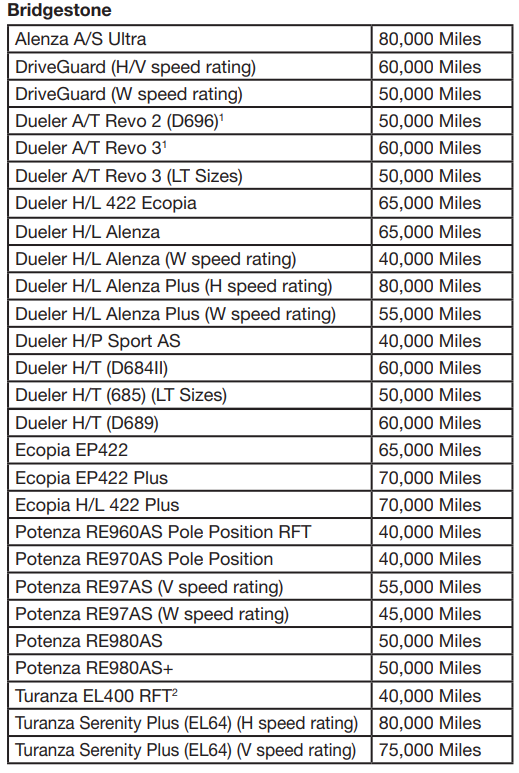 Bridgestone
Alenza A/S Ultra 80,000 Miles
DriveGuard (H/V speed rating) 60,000 Miles
DriveGuard (W speed rating) 50,000 Miles
Dueler A/T Revo 2 (D696)¹ 50,000 Miles
Dueler A/T Revo 3¹ 60,000 Miles
Dueler A/T Revo 3 (LT Sizes) 50,000 Miles
Dueler H/L 422 Ecopia 65,000 Miles
Dueler H/L Alenza 65,000 Miles
Dueler H/L Alenza (W speed rating) 40,000 Miles
Dueler H/L Alenza Plus (H speed rating) 80,000 Miles
Dueler H/L Alenza Plus (W speed rating) 55,000 Miles
Dueler H/P Sport AS 40,000 Miles
Dueler H/T (D684II) 60,000 Miles
Dueler H/T (685) (LT Sizes) 50,000 Miles
Dueler H/T (D689) 60,000 Miles
Ecopia EP422 65,000 Miles
Ecopia EP422 Plus 70,000 Miles
Ecopia H/L 422 Plus 70,000 Miles
Potenza RE960AS Pole Position RFT 40,000 Miles
Potenza RE970AS Pole Position 40,000 Miles
Potenza RE97AS (V speed rating) 55,000 Miles
Potenza RE97AS (W speed rating) 45,000 Miles
Potenza RE980AS 50,000 Miles
Potenza RE980AS+ 50,000 Miles
Turanza EL400 RFT² 40,000 Miles
Turanza Serenity Plus (EL64) (H speed rating) 80,000 Miles
Turanza Serenity Plus (EL64) (V speed rating) 75,000 Miles